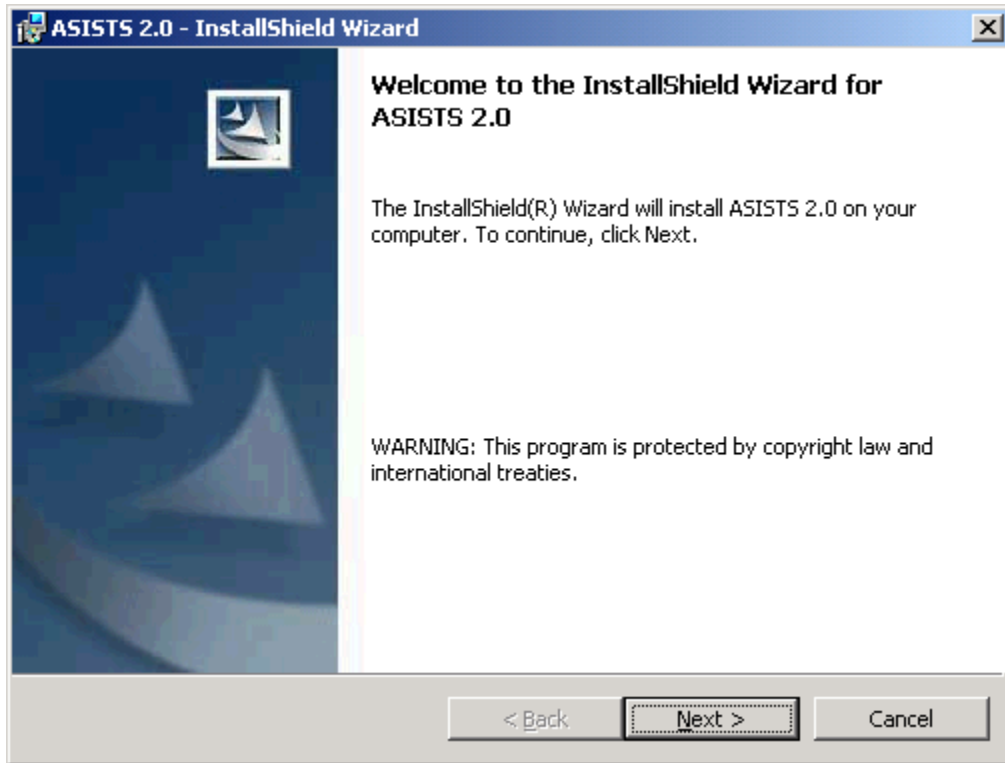 ASISTS 2.0 - InstallShield Wizard
Welcome to the InstallShield Wizard for
ASISTS 2.0
The InstallShield(R) Wizard will install ASISTS 2.0 on your
computer. To continue, click Next.
WARNING: This program is protected by copyright law and
international treaties.
< Back
Next >
Cancel